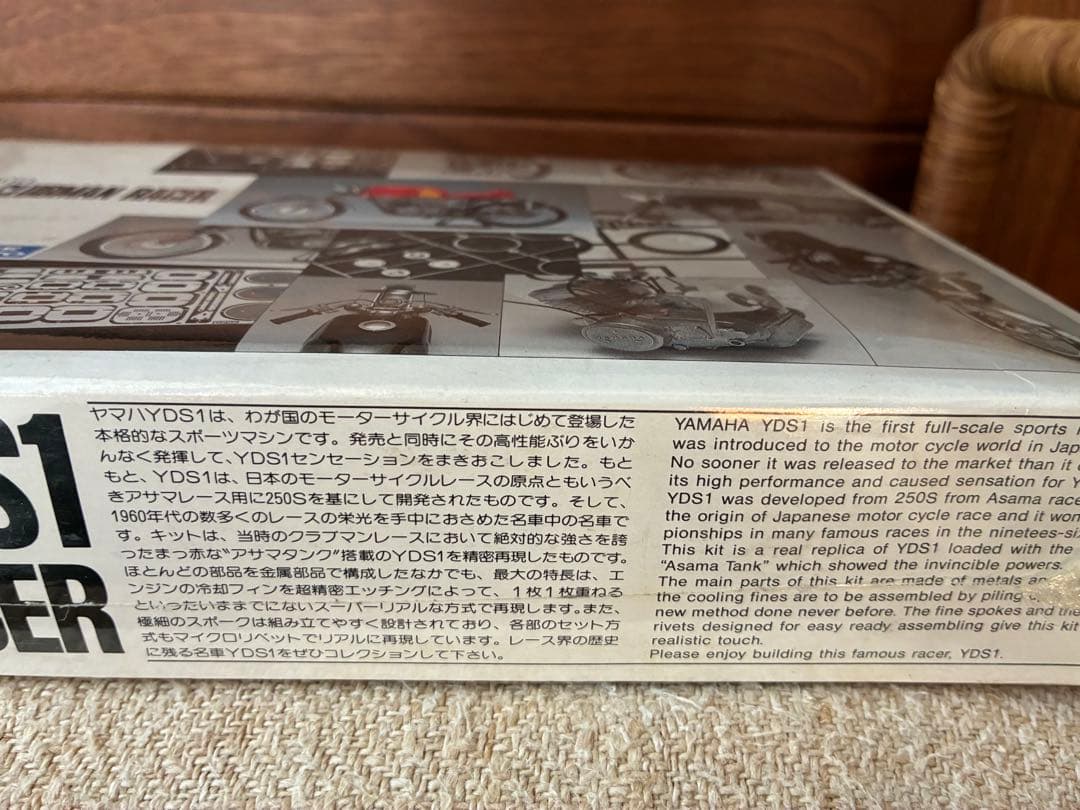 CLUBMAN RACER
S1
ヤマハYDS1は、わが国のモーターサイクル界にはじめて登場した
本格的なスポーツマシンです。発売と同時にその高性能ぶりをいか
んなく発揮して、YDS1センセーションをまきおこしました。もと
もと、YDS1は、日本のモーターサイクルレースの原点ともいうべ
きアサマレース用に250Sを基にして開発されたものです。そして、
1960年代の数多くのレースの栄光を手中におさめた名車中の名車で
す。キットは、当時のクラブマンレースにおいて絶対的な強さを誇
ったまっ赤な"アサマタンク"搭載のYDS1を精密再現したものです。
ほとんどの部品を金属部品で構成したなかでも、最大の特長は、エ
ンジンの冷却フィンを超精密エッチングによって、1枚1枚重ねる
といったいままでにないスーパーリアルな方式で再現します。また、
極細のスポークは組み立てやすく設計されており、各部のセット方
式もマイクロリベットでリアルに再現しています。レース界の歴史
に残る名車YDS1をぜひコレクションして下さい。
YAMAHA YDS1 is the first full-scale sports
was introduced to the motor cycle world in Jap
No sooner it was released to the market than it
its high performance and caused sensation for Y
YDS1 was developed from 250S from Asama race
the origin of Japanese motor cycle race and it won
pionships in many famous races in the ninetees-si
This kit is a real replica of YDS1 loaded with the
"Asama Tank" which showed the invincible powers.
The main parts of this kit are made of metals an
the cooling fines are to be assembled by piling
new method done never before. The fine spokes and the
rivets designed for easy ready assembling give this kit
realistic touch.
Please enjoy building this famous racer, YDS1.
DER